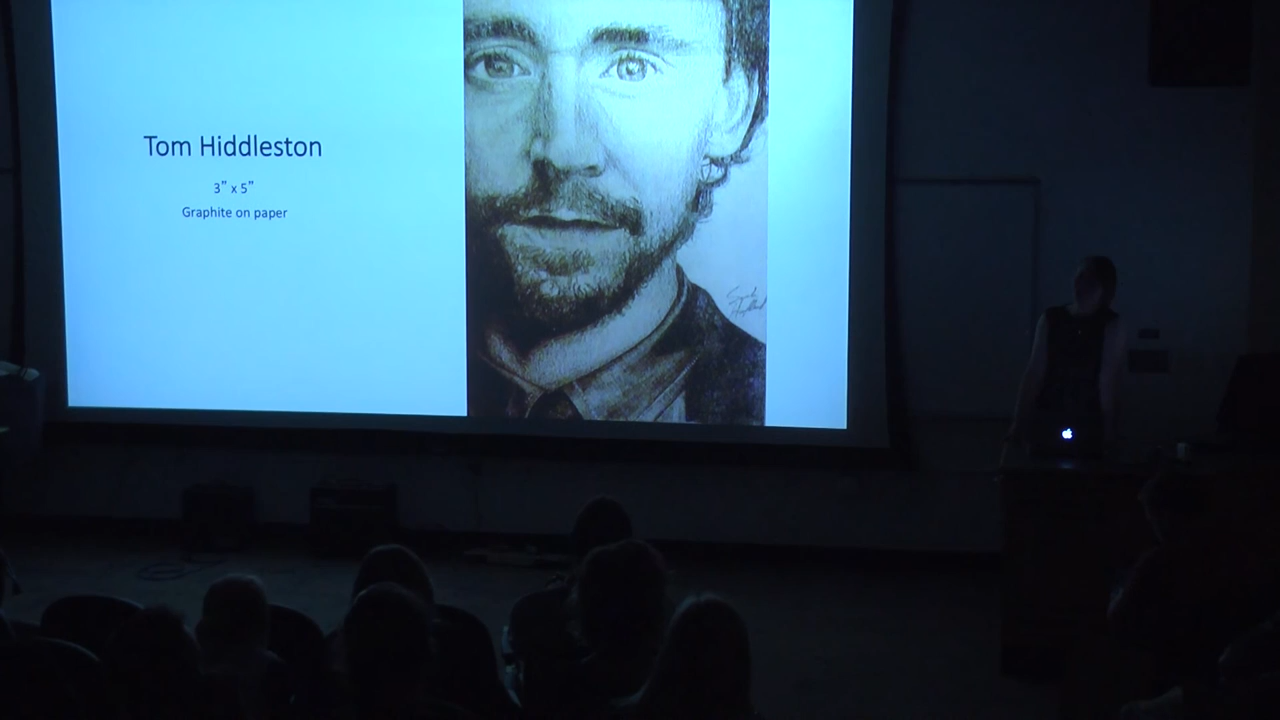 Tom Hiddleston
3” x 5”
Graphite on paper